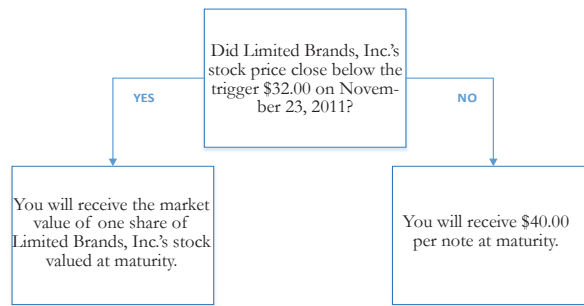 Did Limited Brands, Inc.'s
stock price close below the
trigger $32.00 on Novem-
ber 23, 2011?
YES
NO
You will receive the market
value of one share of
Limited Brands, Inc.'s stock
valued at maturity.
You will receive $40.00
per note at maturity.